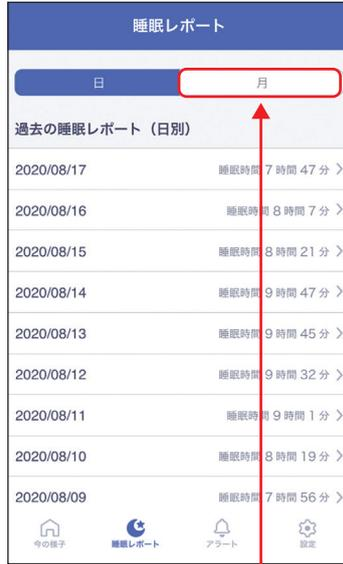 睡眠レポート
日 月
過去の睡眠レポート（日別）
2020/08/17 睡眠時間 7 時間 47 分
2020/08/16 睡眠時間 8 時間 7 分
2020/08/15 睡眠時間 8 時間 21 分
2020/08/14 睡眠時間 9 時間 47 分
2020/08/13 睡眠時間 9 時間 45 分
2020/08/12 睡眠時間 9 時間 32 分
2020/08/11 睡眠時間 9 時間 1 分
2020/08/10 睡眠時間 8 時間 19 分
2020/08/09 睡眠時間 7 時間 56 分
今の様子 睡眠レポート アラート 設定